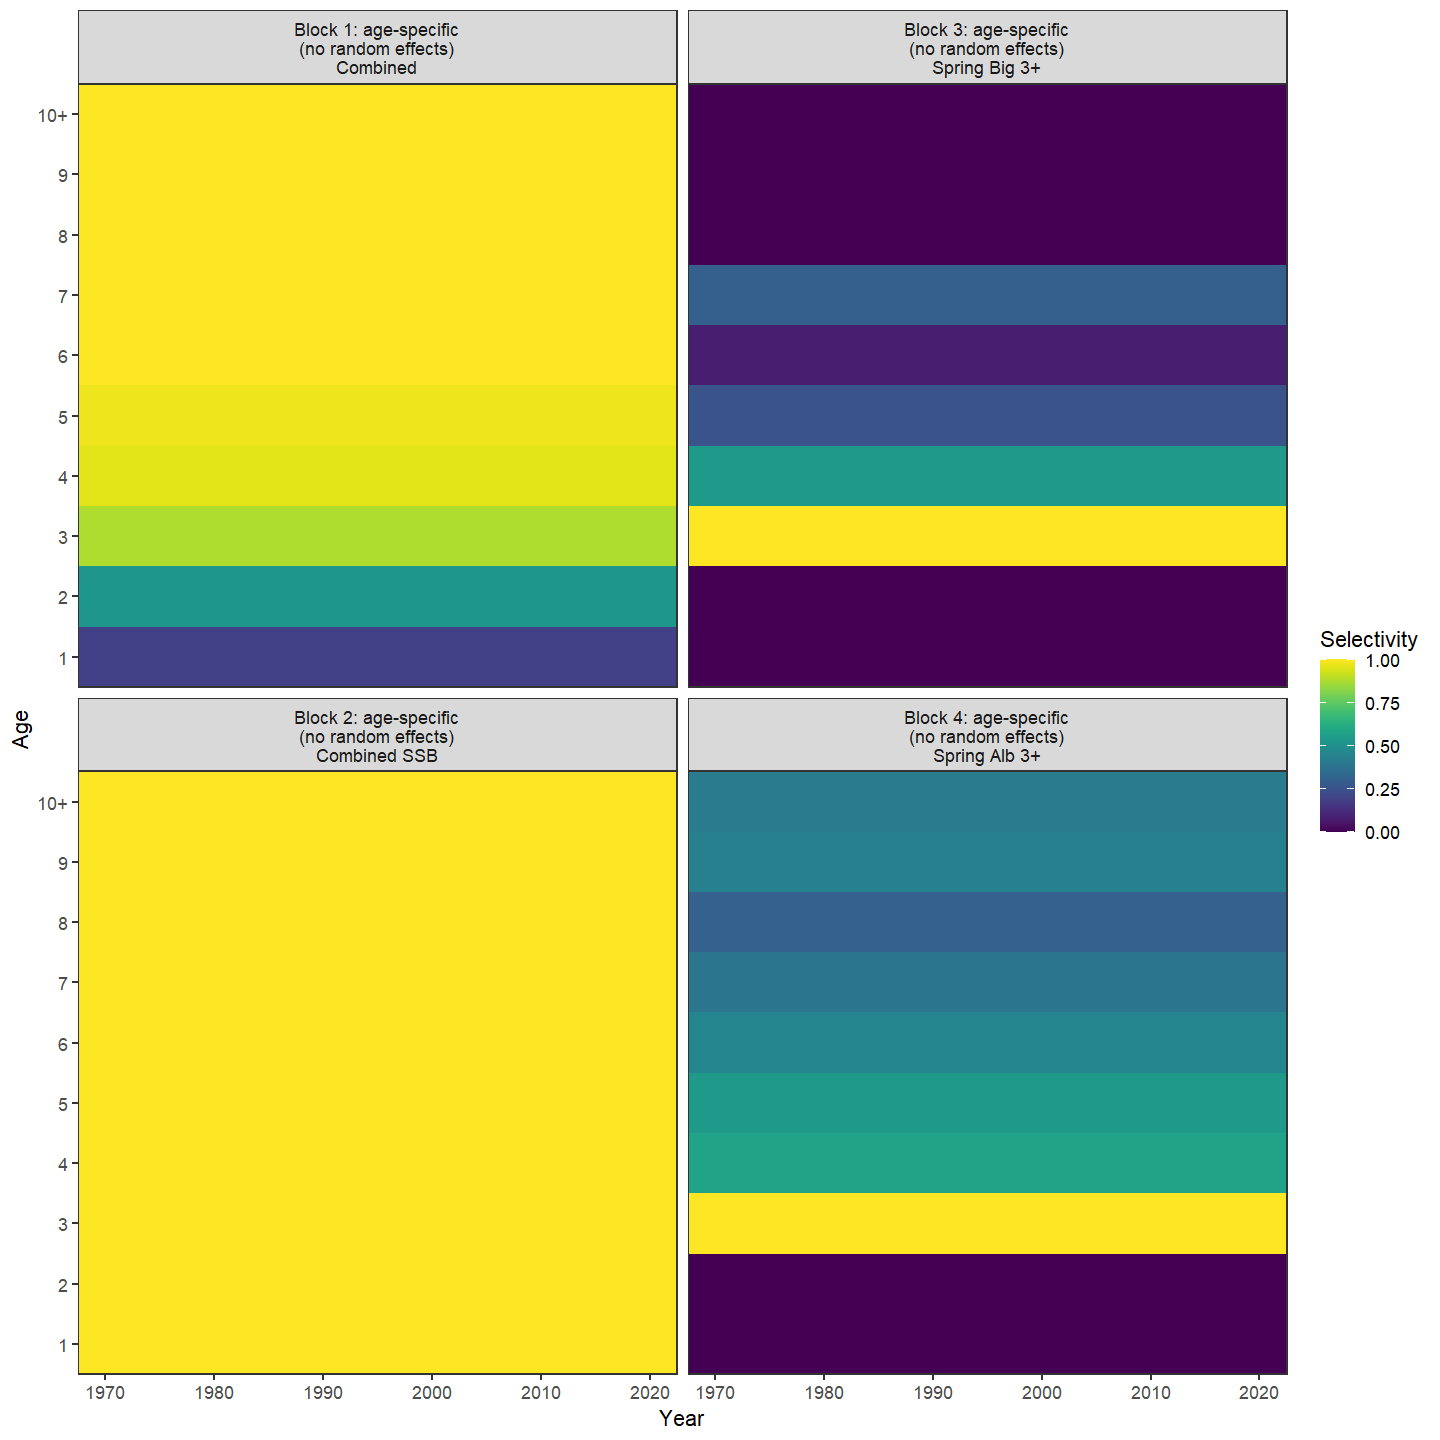 Block 1: age-specific
(no random effects)
Combined
Block 3: age-specific
(no random effects)
Spring Big 3+
10+
9
8
7
6
5
4
3
2
1
Block 2: age-specific
(no random effects)
Combined SSB
Block 4: age-specific
(no random effects)
Spring Alb 3+
10+
9
8
7
6
5
4
3
2
1
1970 1980 1990 2000 2010 2020
1970 1980 1990 2000 2010 2020
Year
Age
Selectivity
1.00
0.75
0.50
0.25
0.00